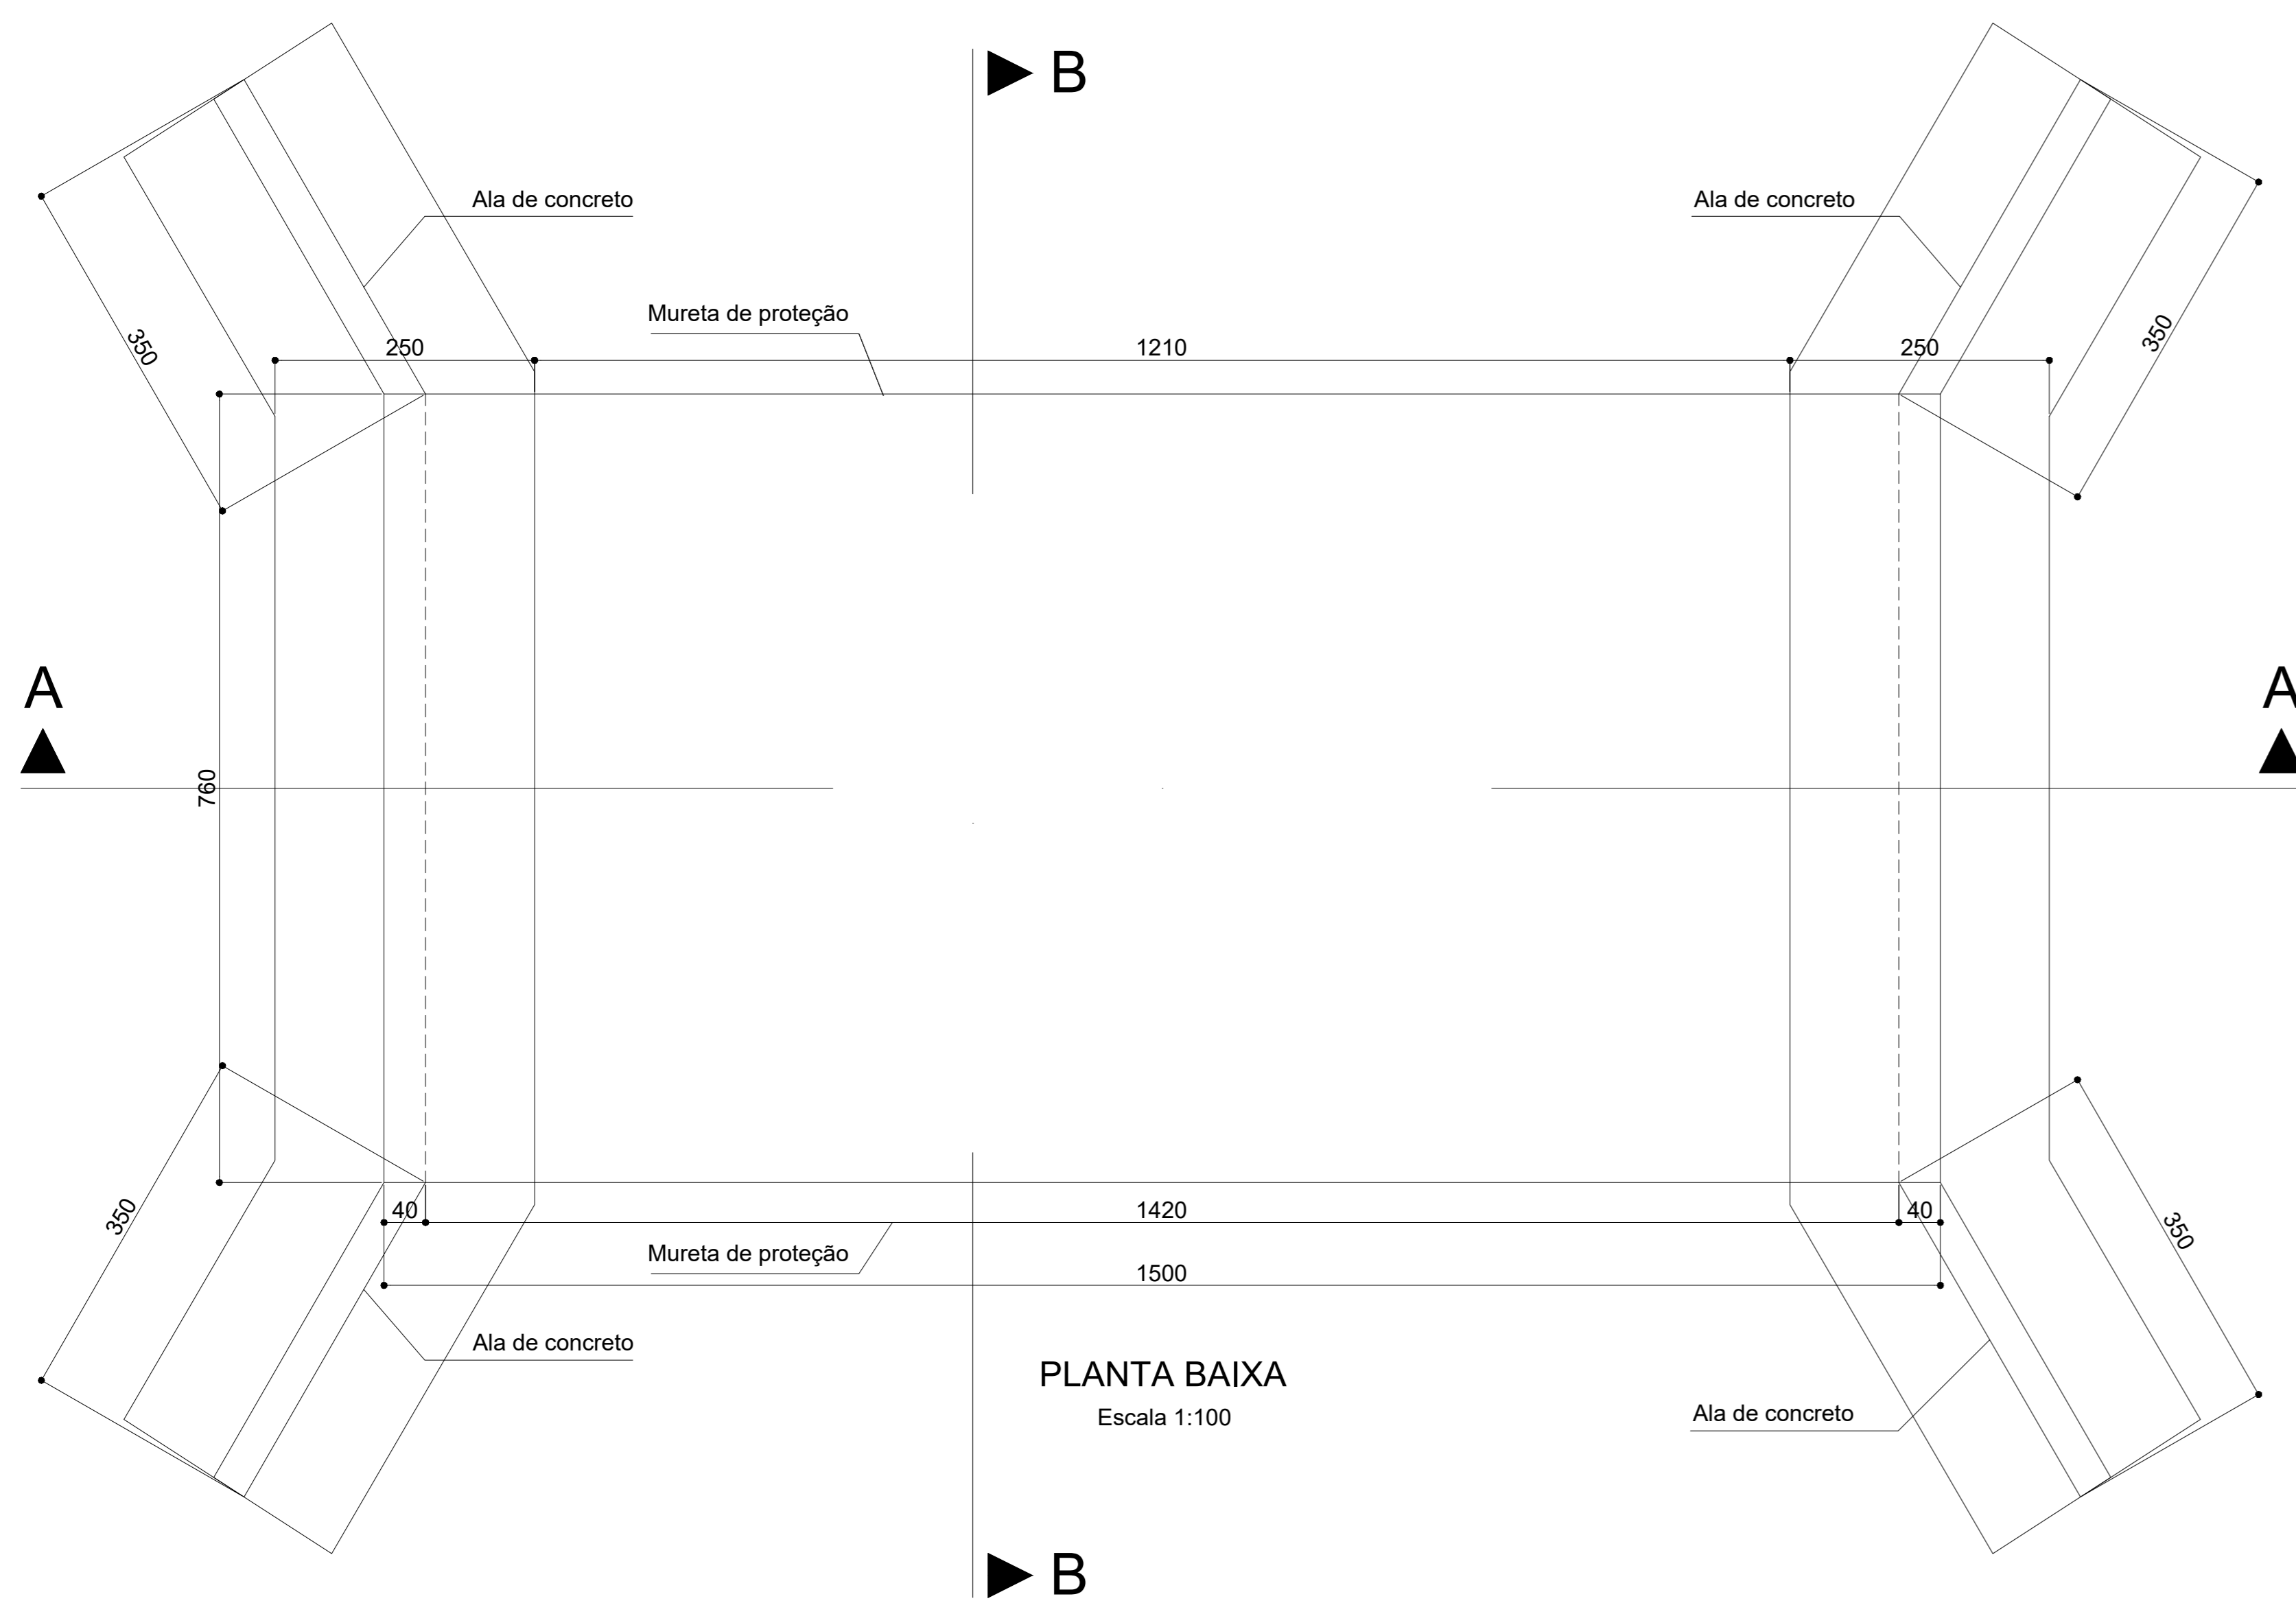 B
Ala de concreto
Ala de concreto
Mureta de proteção
350
350
250
1210
250
A
A
760
350
40
1420
40
350
Mureta de proteção
1500
Ala de concreto
PLANTA BAIXA
Escala 1:100
Ala de concreto
B